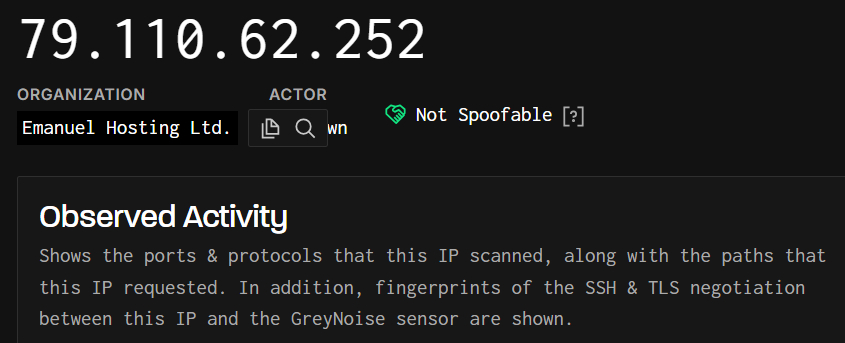 79.110.62.252
ORGANIZATION ACTOR
Emanuel Hosting Ltd. wn Not Spoofable [?]
Observed Activity
Shows the ports & protocols that this IP scanned, along with the paths that
this IP requested. In addition, fingerprints of the SSH & TLS negotiation
between this IP and the GreyNoise sensor are shown.